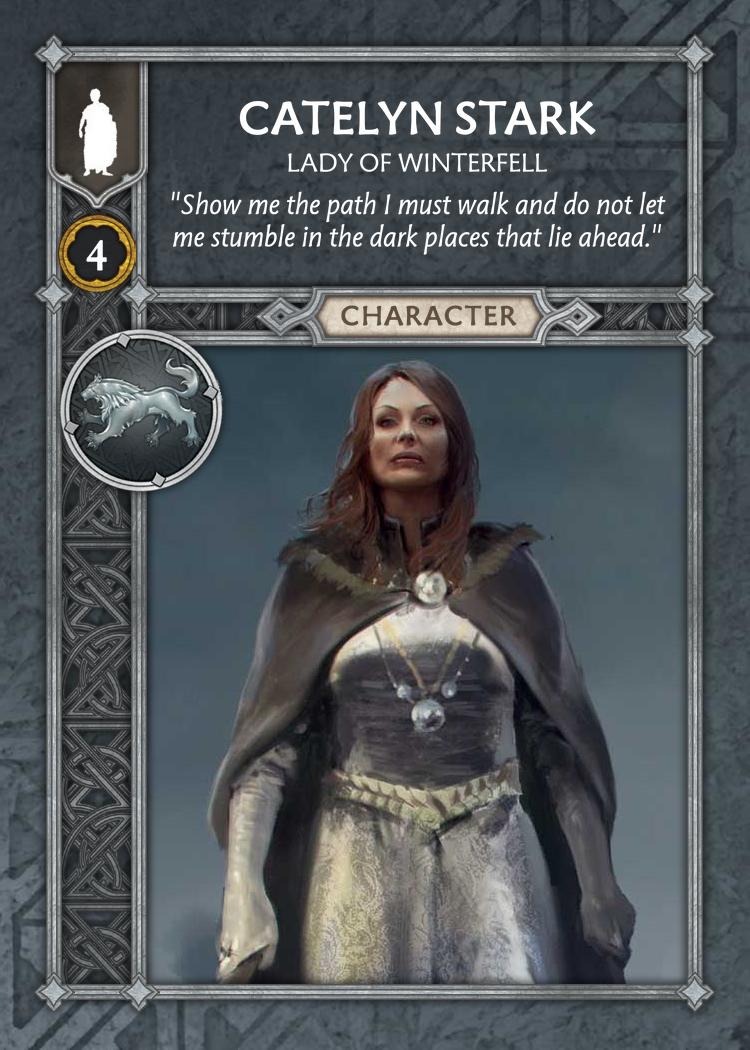 CATELYN STARK
LADY OF WINTERFELL
"Show me the path I must walk and do not let
me stumble in the dark places that lie ahead."
4
CHARACTER